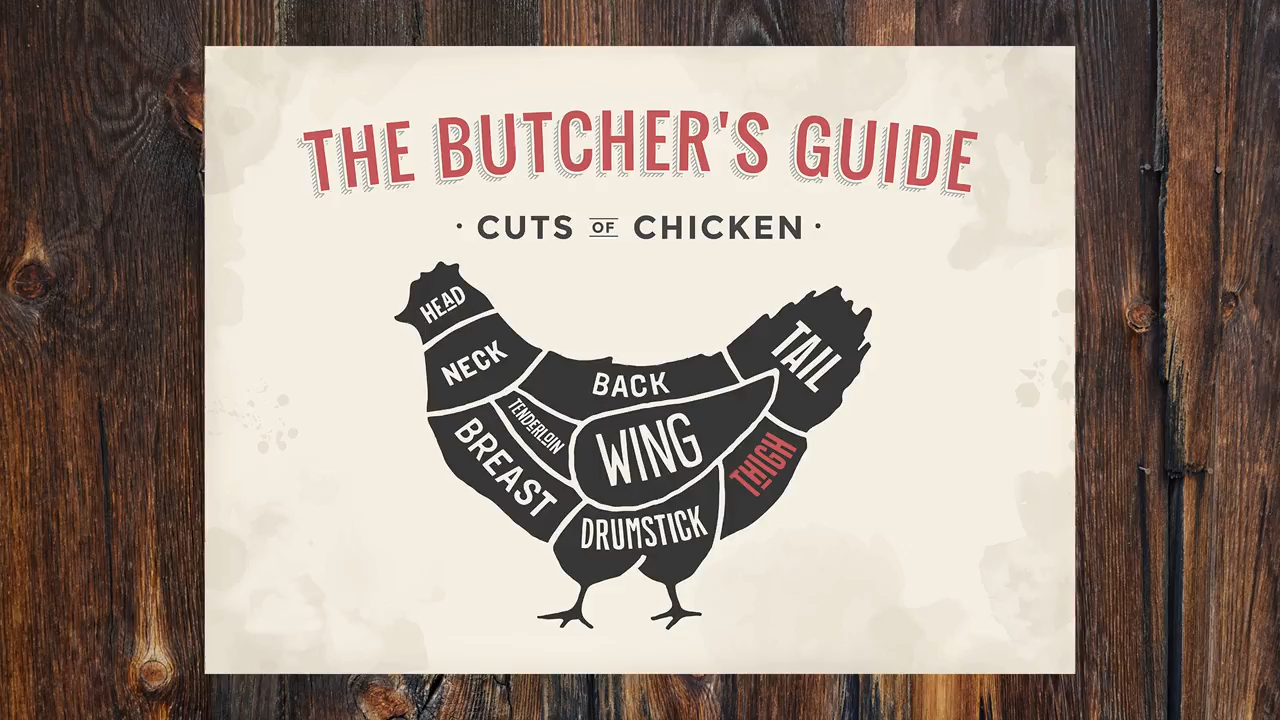 THE BUTCHER'S GUIDE
· CUTS OF CHICKEN ·
HEAD
NECK
BACK
TAIL
TENDERLOIN
WING
BREAST
THIGH
DRUMSTICK